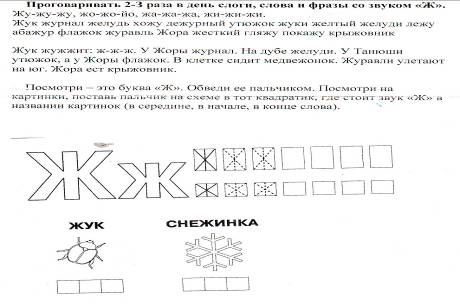 Проговаривать 2-3 раза в день слоги, слова и фразы со звуком «Ж».
Жу-жу-жу, жо-жо-йо, жа-жа-жа, жи-жи-жи.
Жук журнал желудь хожу дежурный утюжок жуки желтый желуди лежу
абажур флажок журавль Жора жесткий гляжу покажу крыжовник
Жук жужжит: ж-ж-ж. У Жоры журнал. На дубе желуди. У Танюши
утюжок, а у Жоры флажок. В клетке сидит медвежонок. Журавли улетают
на юг. Жора ест крыжовник.
Посмотри – это буква «Ж». Обведи ее пальчиком. Посмотри на
картинки, поставь пальчик на схеме в тот квадратик, где стоит звук «Ж» в
названии картинок (в середине, в начале, в конце слова).
Жж Ж Ж Ж
ж ж ж
ЖУК СНЕЖИНКА